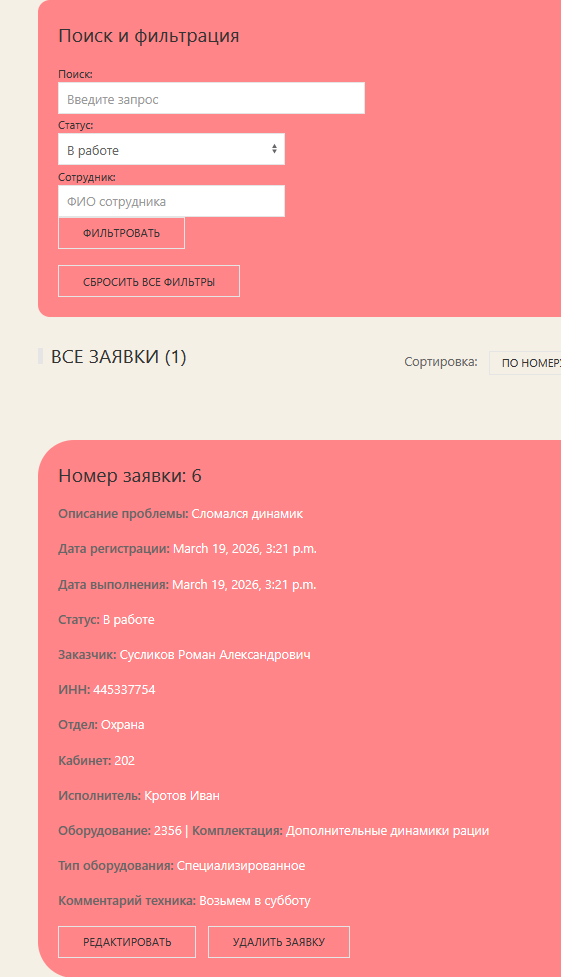 Поиск и фильтрация
Поиск:
Введите запрос
Статус:
В работе
Сотрудник:
ФИО сотрудника
ФИЛЬТРОВАТЬ
СБРОСИТЬ ВСЕ ФИЛЬТРЫ
ВСЕ ЗАЯВКИ (1)
Сортировка: ПО НОМЕРУ
Номер заявки: 6
Описание проблемы: Сломался динамик
Дата регистрации: March 19, 2026, 3:21 p.m.
Дата выполнения: March 19, 2026, 3:21 p.m.
Статус: В работе
Заказчик: Сусликов Роман Александрович
ИНН: 445337754
Отдел: Охрана
Кабинет: 202
Исполнитель: Кротов Иван
Оборудование: 2356 | Комплектация: Дополнительные динамики рации
Тип оборудования: Специализированное
Комментарий техника: Возьмем в субботу
РЕДАКТИРОВАТЬ УДАЛИТЬ ЗАЯВКУ